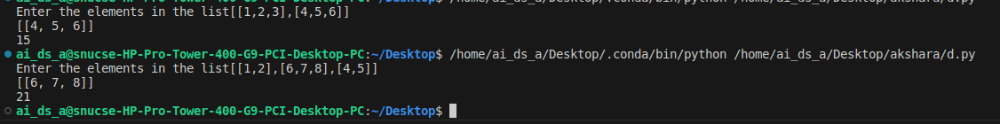 Enter the elements in the list[[1,2,3],[4,5,6]]
[[4, 5, 6]]
15
ai_ds_a@snucse-HP-Pro-Tower-400-G9-PCI-Desktop-PC:~/Desktop$ /home/ai_ds_a/Desktop/.conda/bin/python /home/ai_ds_a/Desktop/akshara/d.py
Enter the elements in the list[[1,2],[6,7,8],[4,5]]
[[6, 7, 8]]
21
ai_ds_a@snucse-HP-Pro-Tower-400-G9-PCI-Desktop-PC:~/Desktop$